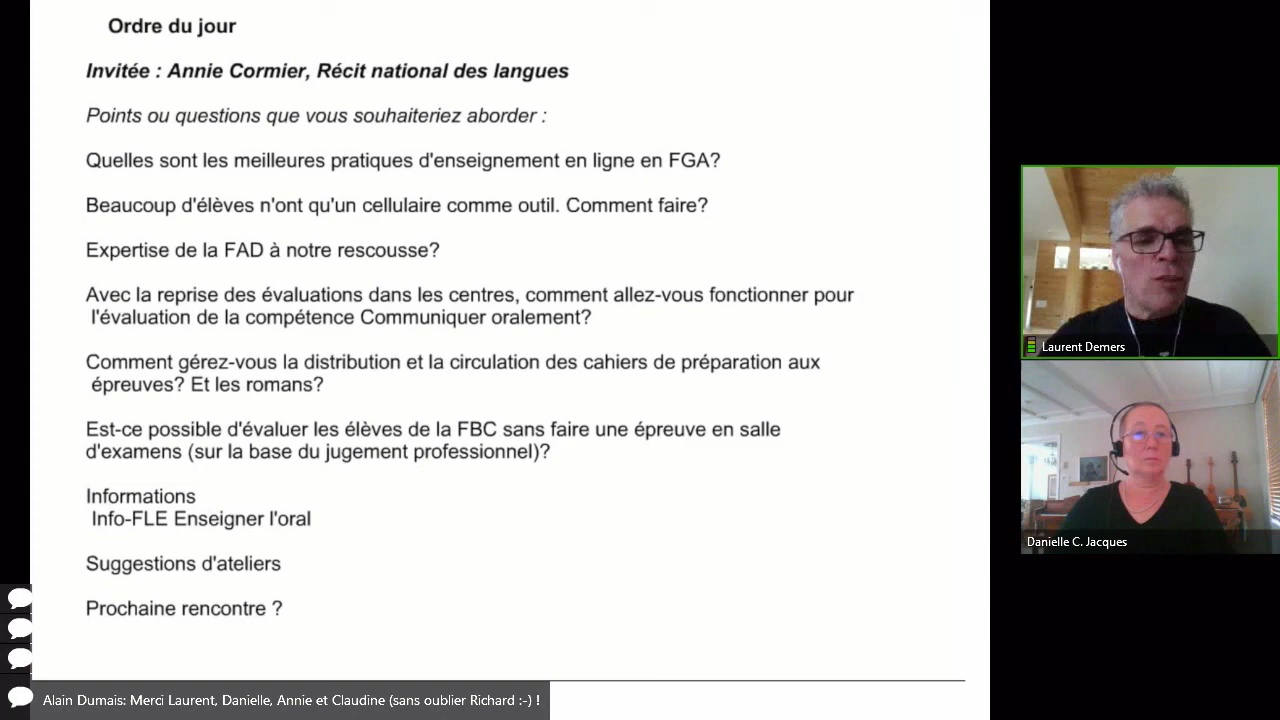 Ordre du jour
Invitée : Annie Cormier, Récit national des langues
Points ou questions que vous souhaiteriez aborder :
Quelles sont les meilleures pratiques d'enseignement en ligne en FGA?
Beaucoup d'élèves n'ont qu'un cellulaire comme outil. Comment faire?
Expertise de la FAD à notre rescousse?
Avec la reprise des évaluations dans les centres, comment allez-vous fonctionner pour
l'évaluation de la compétence Communiquer oralement?
Comment gérez-vous la distribution et la circulation des cahiers de préparation aux
épreuves? Et les romans?
Est-ce possible d'évaluer les élèves de la FBC sans faire une épreuve en salle
d'examens (sur la base du jugement professionnel)?
Informations
Info-FLE Enseigner l'oral
Suggestions d'ateliers
Prochaine rencontre ?
Laurent Demers
Danielle C. Jacques
Alain Dumais: Merci Laurent, Danielle, Annie et Claudine (sans oublier Richard :-) !